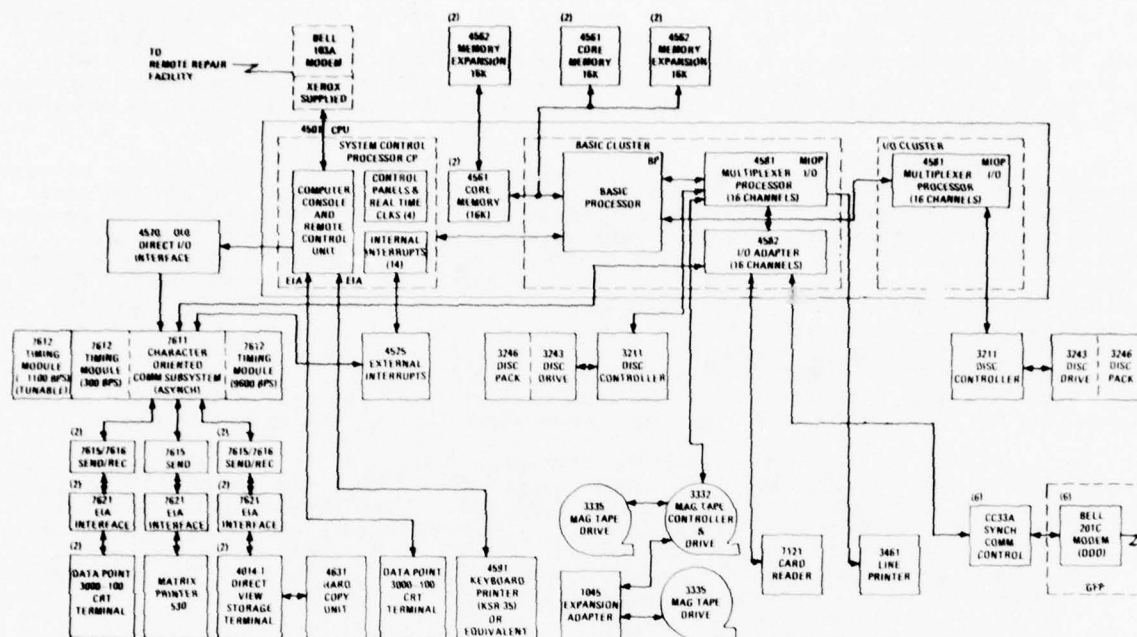 (2)
(2)
(2)
BELL
103A
MODEM
XEROX
SUPPLIED
TO
REMOTE REPAIR
FACILITY
4562
MEMORY
EXPANSION
16K
4561
CORE
MEMORY
16K
4562
MEMORY
EXPANSION
16K
CPU
SYSTEM CONTROL
PROCESSOR CP
COMPUTER
CONSOLE
AND
REMOTE
CONTROL
UNIT
CONTROL
PANELS &
REAL TIME
CLKS (4)
INTERNAL
INTERRUPTS
(14)
EIA
EIA
(2)
4561
CORE
MEMORY
(16K)
BASIC CLUSTER
BP
BASIC
PROCESSOR
4581 MIOP
MULTIPLEXER I/O
PROCESSOR
(16 CHANNELS)
4582
I/O ADAPTER
(16 CHANNELS)
I/O CLUSTER
4581 MIOP
MULTIPLEXER I/O
PROCESSOR
(16 CHANNELS)
4570
DIRECT I/O
INTERFACE
7612
TIMING
MODULE
1100 BPS)
(TUNABLE)
7612
TIMING
MODULE
(300 BPS)
7611
CHARACTER
ORIENTED
COMM SUBSYSTEM
(ASYNCH)
7612
TIMING
MODULE
(9600 BPS)
4575
EXTERNAL
INTERRUPTS
3246
DISC
PACK
3243
DISC
DRIVE
3211
DISC
CONTROLLER
3211
DISC
CONTROLLER
3243
DISC
DRIVE
3246
DISC
PACK
(2)
7615/7616
SEND/REC
7615
SEND
(2)
7615/7616
SEND/REC
(2)
7621
EIA
INTERFACE
7621
EIA
INTERFACE
(2)
7621
EIA
INTERFACE
(2)
DATA POINT
3000-100
CRT
TERMINAL
MATRIX
PRINTER
530
(2)
4014-1
DIRECT
VIEW
STORAGE
TERMINAL
4631
HARD
COPY
UNIT
DATA POINT
3000-100
CRT
TERMINAL
4591
KEYBOARD
PRINTER
(KSR 35)
OR
EQUIVALENT
3335
MAG TAPE
DRIVE
3332
MAG TAPE
CONTROLLER
&
DRIVE
1045
EXPANSION
ADAPTER
3335
MAG TAPE
DRIVE
7121
CARD
READER
3461
LINE
PRINTER
(6)
CC33A
SYNCH
COMM
CONTROL
(6)
BELL
201C
MODEM
(DDD)
GFP